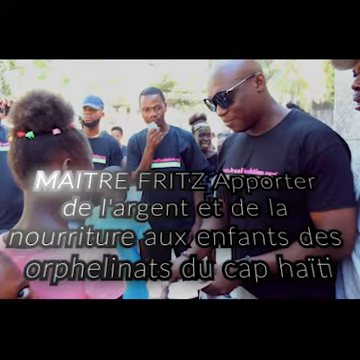 MAITRE FRITZ Apporter
de l'argent et de la
nourriture aux enfants des
orphelinats du cap haïti